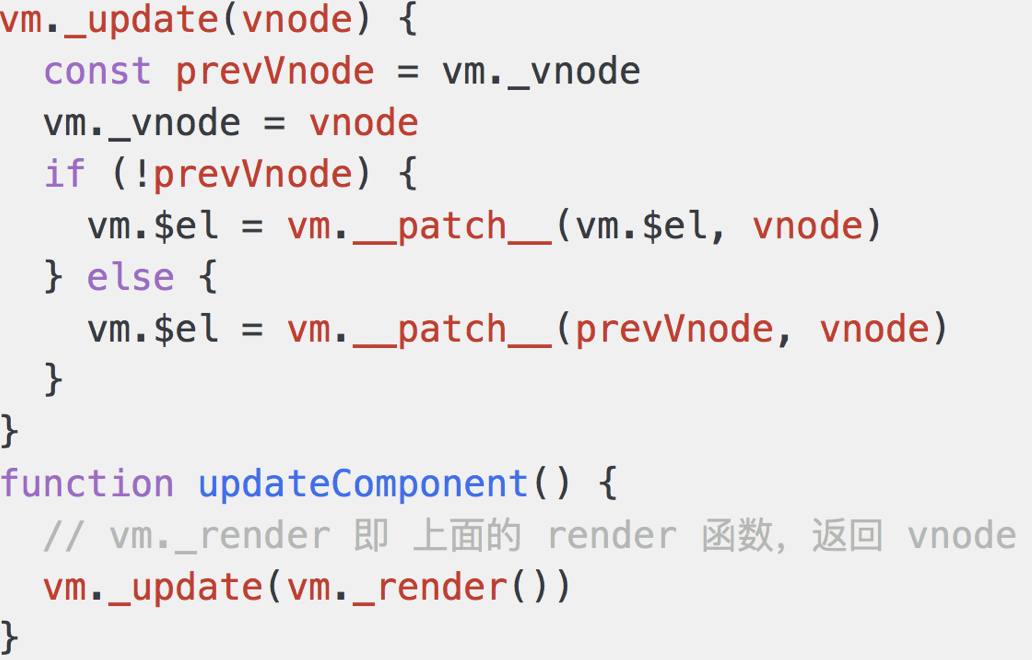 vm._update(vnode) {
  const prevVnode = vm._vnode
  vm._vnode = vnode
  if (!prevVnode) {
    vm.$el = vm.__patch__(vm.$el, vnode)
  } else {
    vm.$el = vm.__patch__(prevVnode, vnode)
  }
}
function updateComponent() {
  // vm._render 即 上面的 render 函数，返回 vnode
  vm._update(vm._render())
}